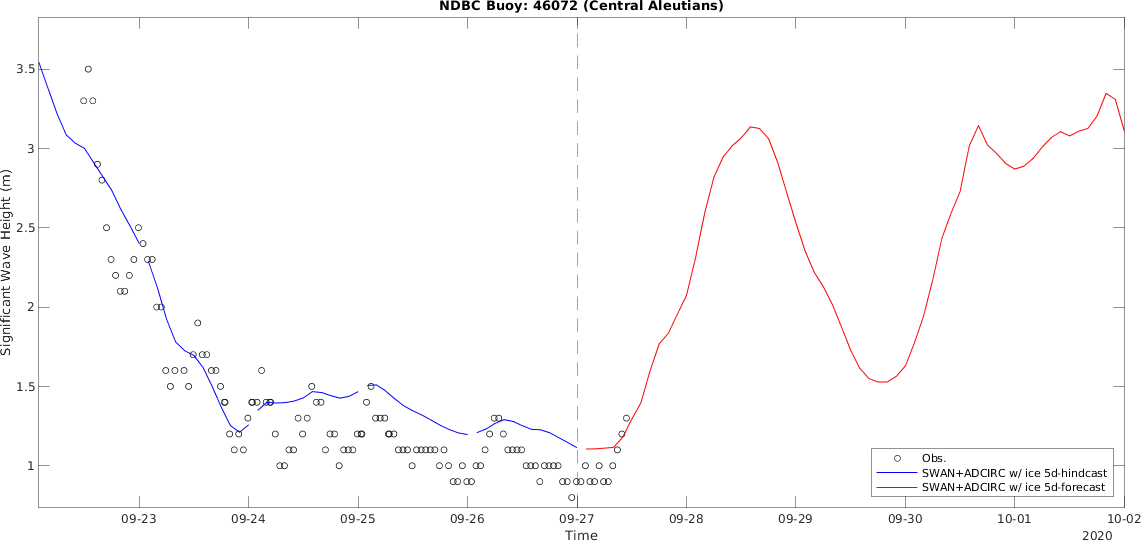 NDBC Buoy: 46072 (Central Aleutians)
3.5
3
2.5
2
1.5
1
Significant Wave Height (m)
Obs.
SWAN+ADCIRC w/ ice 5d-hindcast
SWAN+ADCIRC w/ ice 5d-forecast
09-23
09-24
09-25
09-26
09-27
09-28
09-29
09-30
10-01
10-02
Time
2020